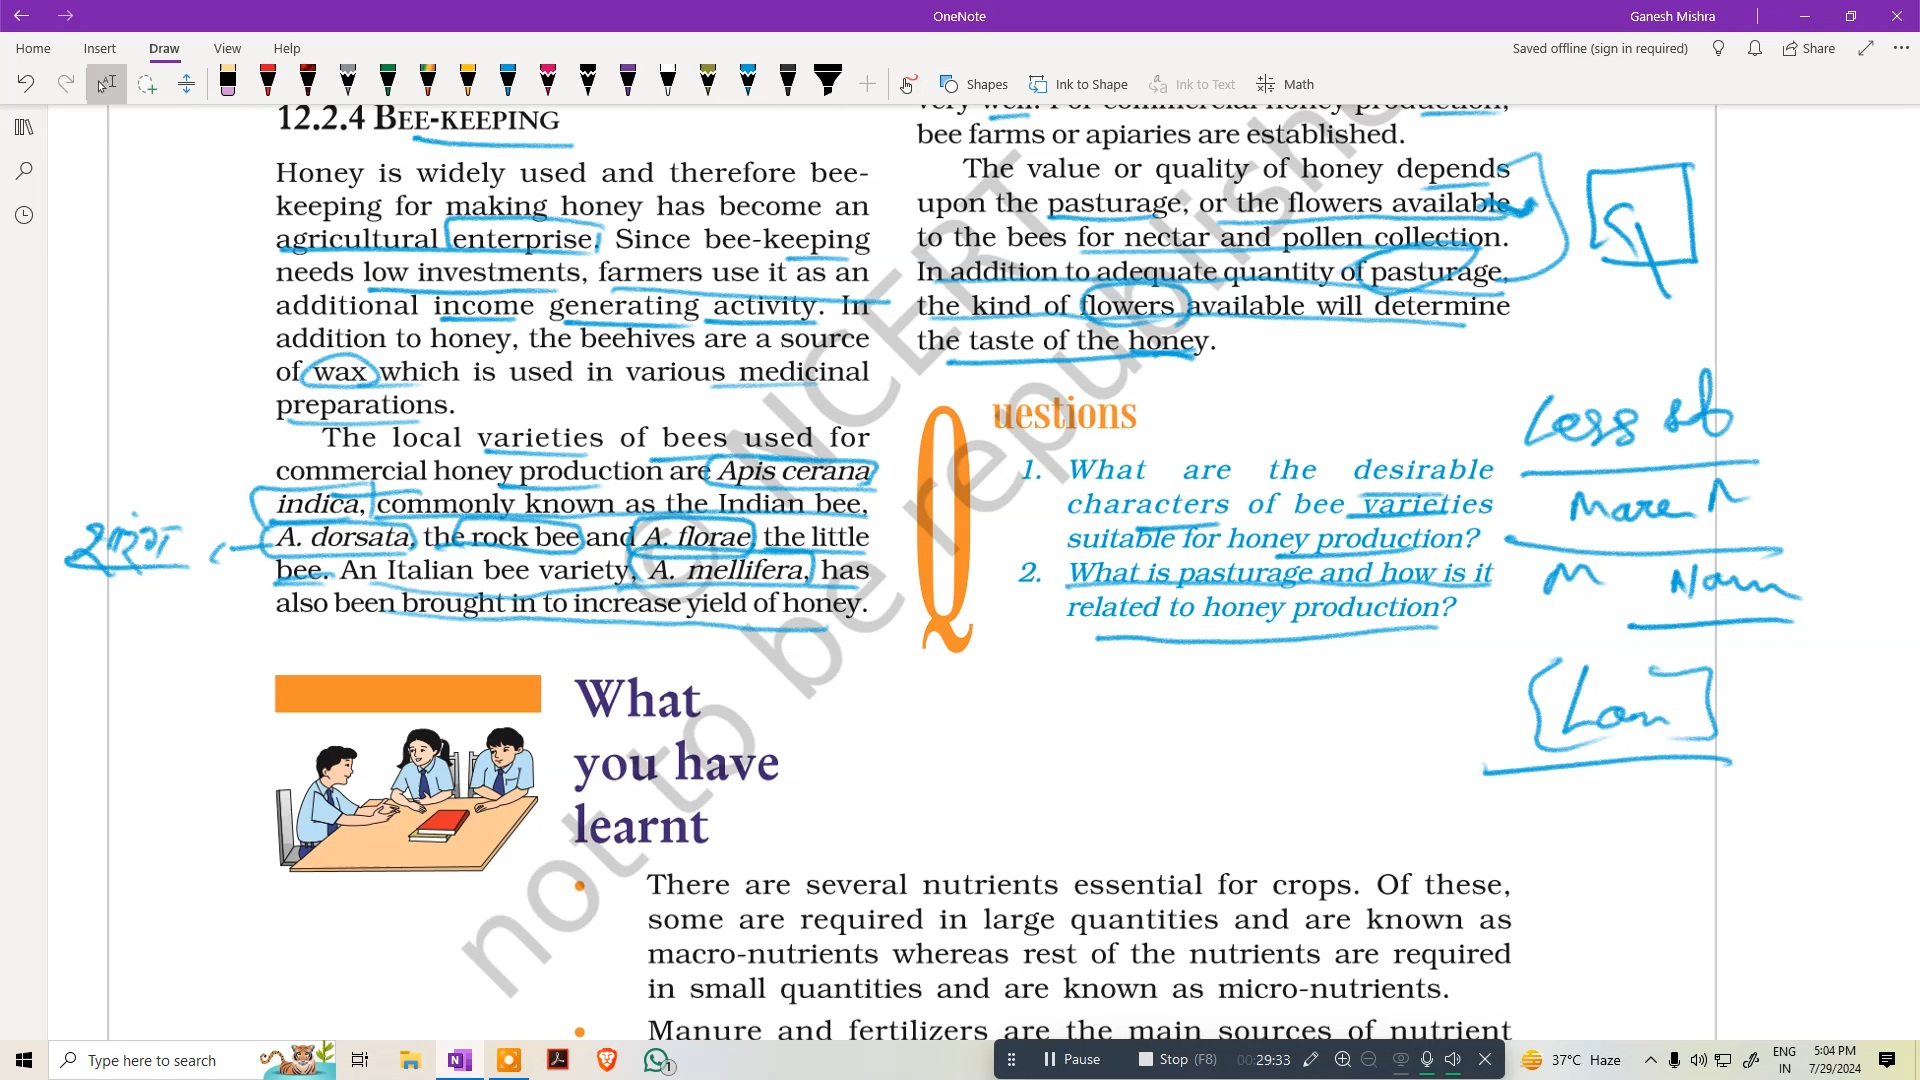 OneNote
Ganesh Mishra
Home Insert Draw View Help
Saved offline (sign in required)
Share
Shapes
Ink to Shape
Ink to Text
Math
12.2.4 BEE-KEEPING
Honey is widely used and therefore bee-
keeping for making honey has become an
agricultural enterprise. Since bee-keeping
needs low investments, farmers use it as an
additional income generating activity. In
addition to honey, the beehives are a source
of wax which is used in various medicinal
preparations.
The local varieties of bees used for
commercial honey production are Apis cerana
indica, commonly known as the Indian bee,
A. dorsata, the rock bee and A. florae, the little
bee. An Italian bee variety, A. mellifera, has
also been brought in to increase yield of honey.
very well. For commercial honey production,
bee farms or apiaries are established.
The value or quality of honey depends
upon the pasturage, or the flowers available
to the bees for nectar and pollen collection.
In addition to adequate quantity of pasturage,
the kind of flowers available will determine
the taste of the honey.
Questions
1. What are the desirable
characters of bee varieties
suitable for honey production?
2. What is pasturage and how is it
related to honey production?
Less
What
you have
learnt
• There are several nutrients essential for crops. Of these,
some are required in large quantities and are known as
macro-nutrients whereas rest of the nutrients are required
in small quantities and are known as micro-nutrients.
• Manure and fertilizers are the main sources of nutrient
© NCERT
not to be republished
Type here to search
1
Pause
Stop (F8)
00:29:33
37°C Haze
ENG
IN
5:04 PM
7/29/2024